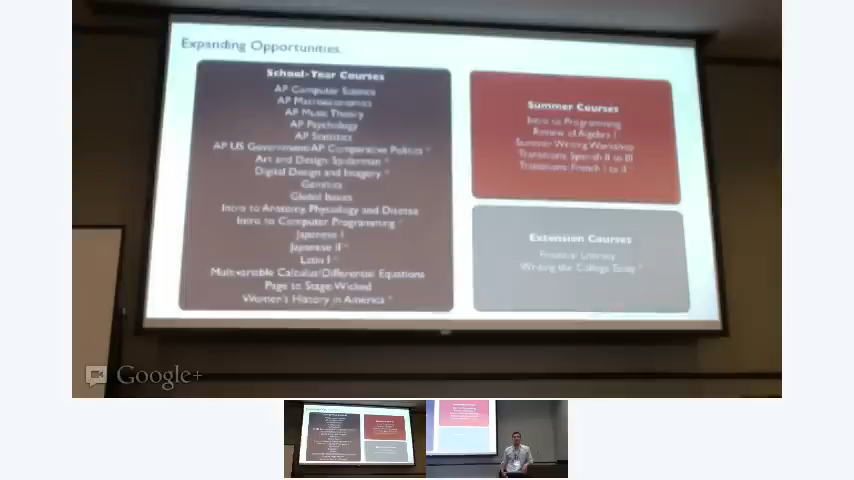 Expanding Opportunities
School-Year Courses
AP Computer Science
AP Macroeconomics
AP Music Theory
AP Psychology
AP Statistics
AP US Government/AP Comparative Politics *
Art and Design: Spiderman *
Digital Design and Imagery *
Genetics
Global Issues
Intro to Anatomy, Physiology and Disease
Intro to Computer Programming *
Japanese I
Japanese II *
Latin I *
Multivariable Calculus/Differential Equations
Page to Stage: Wicked
Women's History in America *
Summer Courses
Intro to Programming
Review of Algebra I
Summer Writing Workshop
Transitions: Spanish II to III
Transitions: French I to II
Extension Courses
Financial Literacy
Writing the College Essay *
Google+